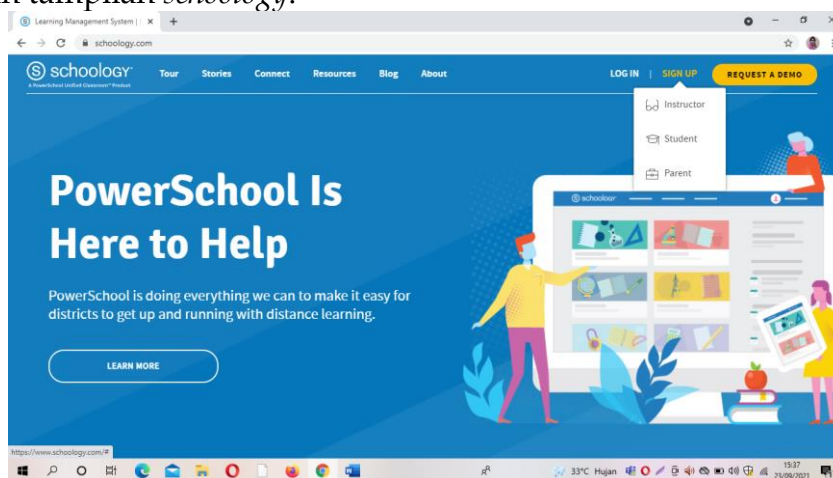 tampilan schoology.
Learning Management System |
schoology.com
schoology
A PowerSchool Unified Classroom™ Product
Tour Stories Connect Resources Blog About
LOG IN | SIGN UP REQUEST A DEMO
Instructor
Student
Parent
PowerSchool Is
Here to Help
PowerSchool is doing everything we can to make it easy for
districts to get up and running with distance learning.
LEARN MORE
schoology
https://www.schoology.com/#
33°C Hujan
15:37
23/09/2021